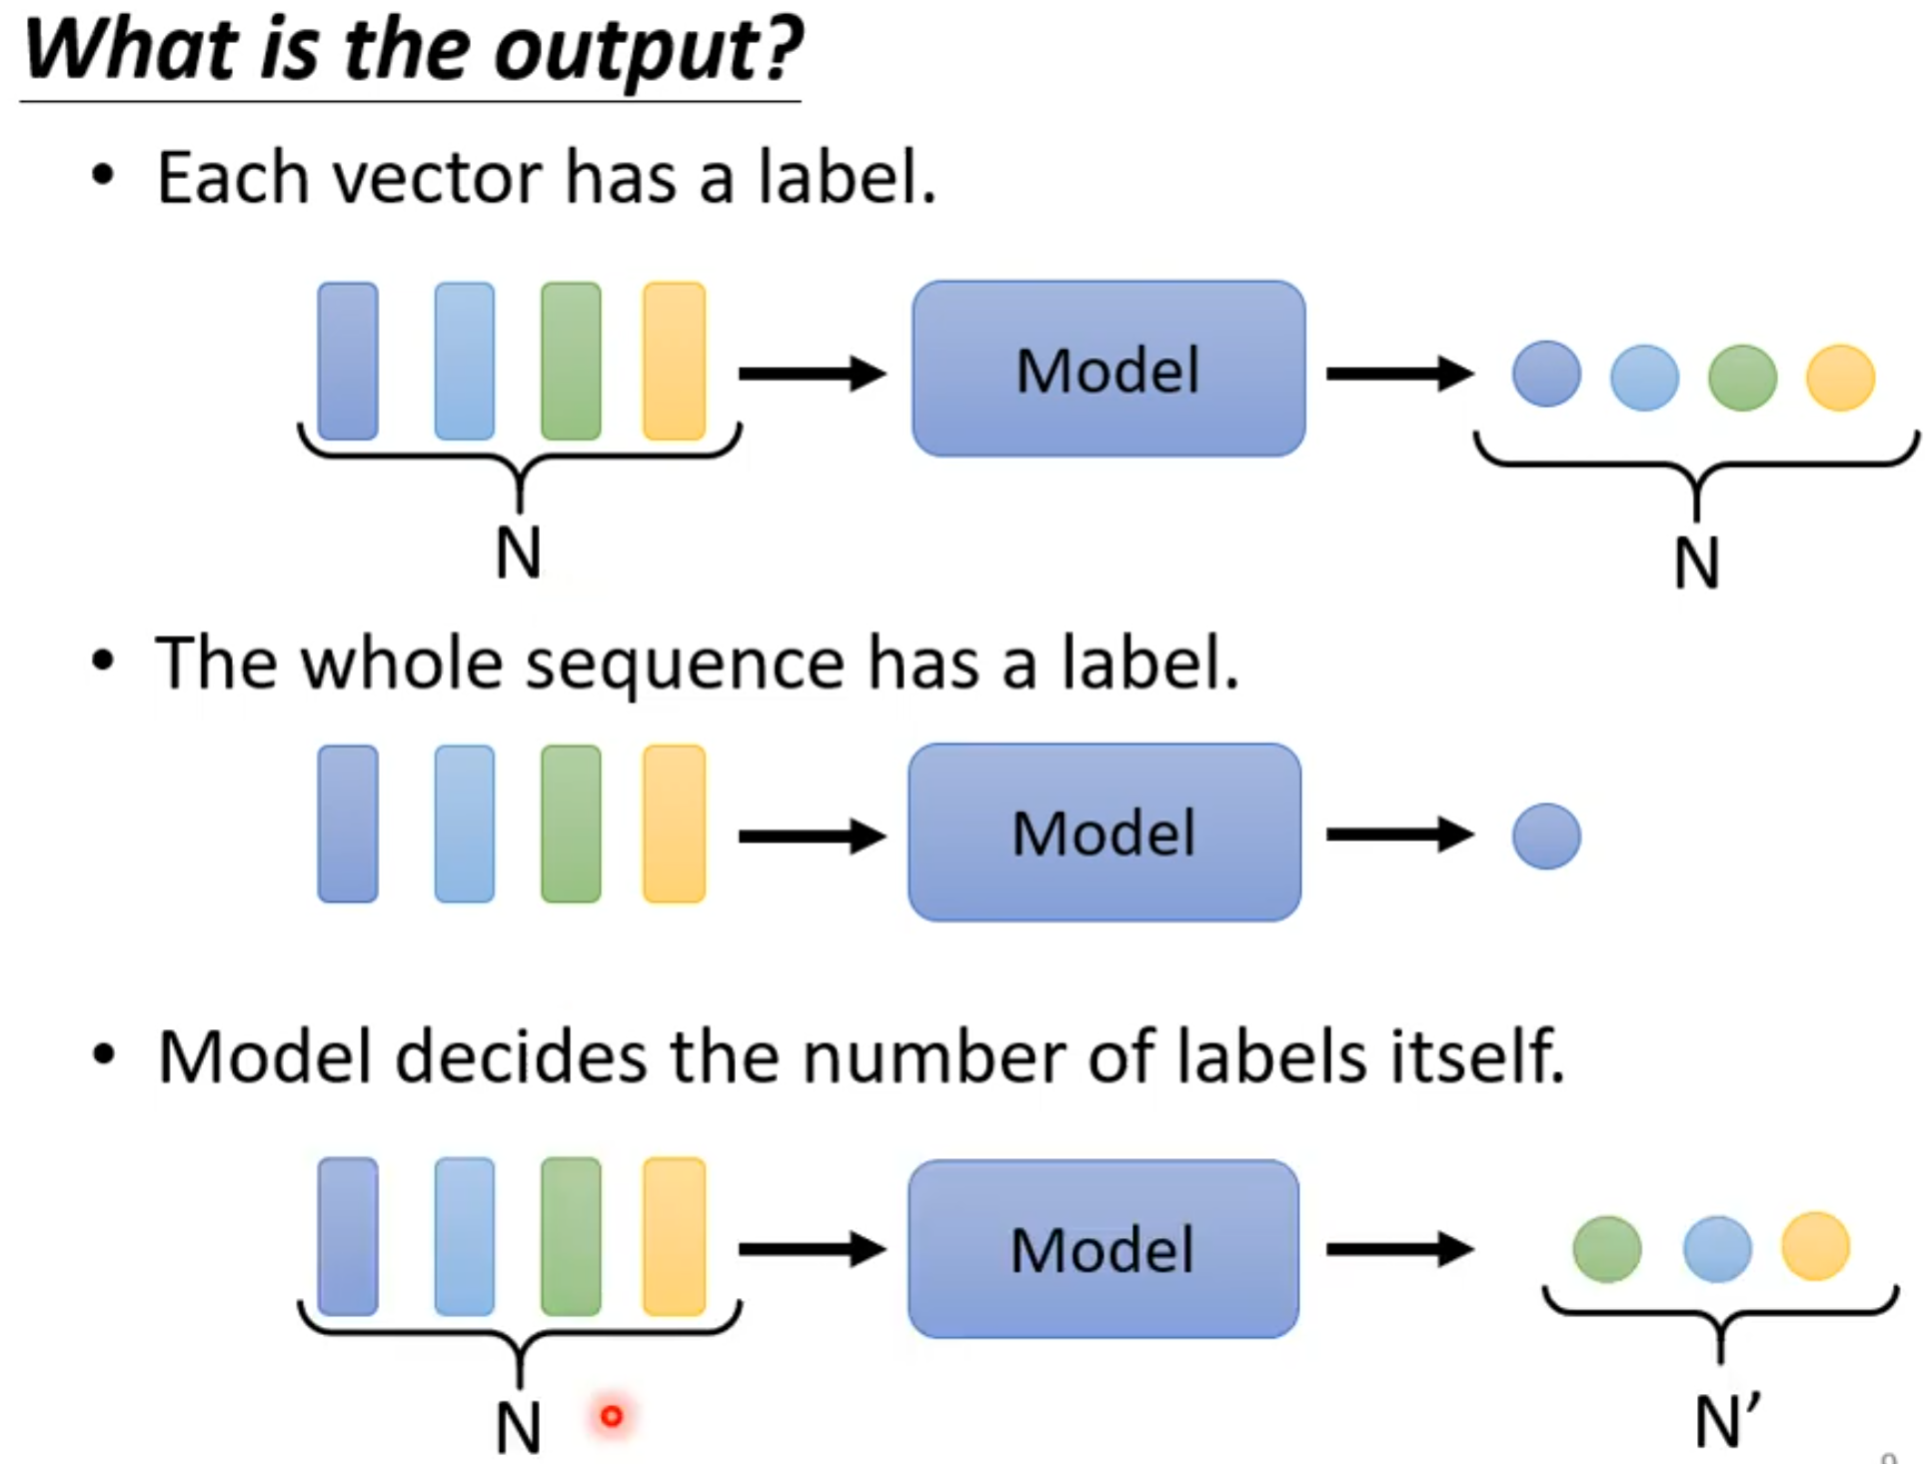 What is the output?
• Each vector has a label.
Model
N
N
• The whole sequence has a label.
Model
• Model decides the number of labels itself.
Model
N
N’